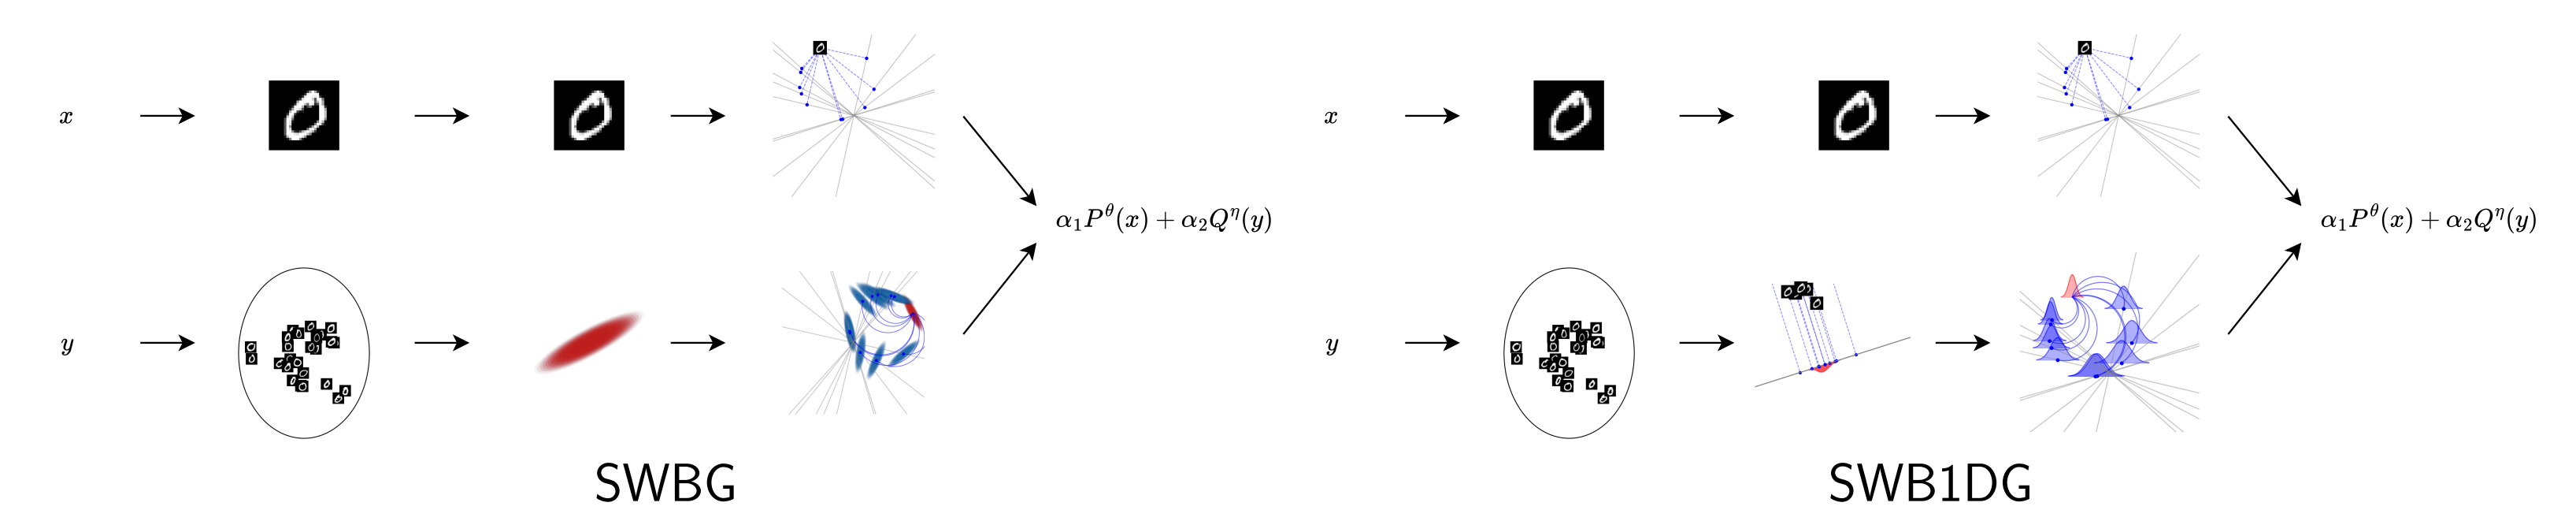 x
y
α₁P^θ(x) + α₂Q^η(y)
SWBG
x
y
α₁P^θ(x) + α₂Q^η(y)
SWB1DG